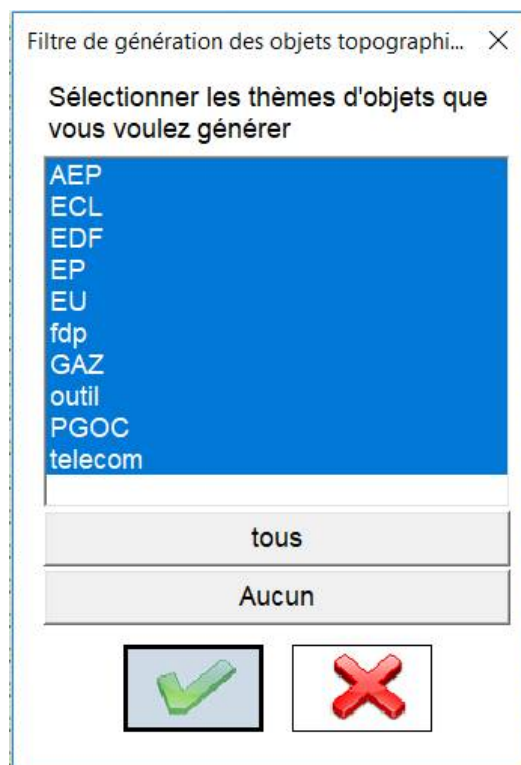 Filtre de génération des objets topographi...
Sélectionner les thèmes d'objets que
vous voulez générer
AEP
ECL
EDF
EP
EU
fdp
GAZ
outil
PGOC
telecom
tous
Aucun